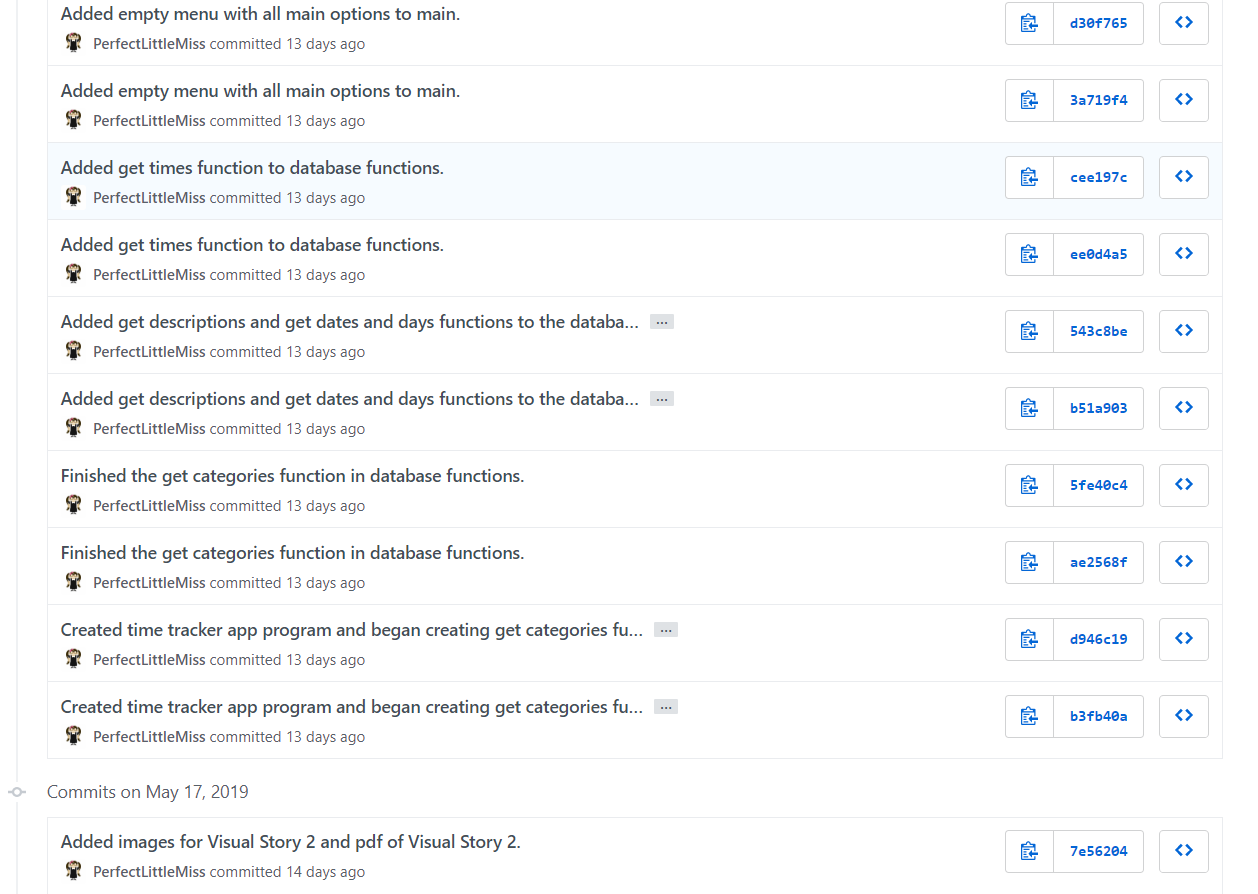 Added empty menu with all main options to main.
d30f765
PerfectLittleMiss committed 13 days ago
Added empty menu with all main options to main.
3a719f4
PerfectLittleMiss committed 13 days ago
Added get times function to database functions.
cee197c
PerfectLittleMiss committed 13 days ago
Added get times function to database functions.
ee0d4a5
PerfectLittleMiss committed 13 days ago
Added get descriptions and get dates and days functions to the databa... …
543c8be
PerfectLittleMiss committed 13 days ago
Added get descriptions and get dates and days functions to the databa... …
b51a903
PerfectLittleMiss committed 13 days ago
Finished the get categories function in database functions.
5fe40c4
PerfectLittleMiss committed 13 days ago
Finished the get categories function in database functions.
ae2568f
PerfectLittleMiss committed 13 days ago
Created time tracker app program and began creating get categories fu... …
d946c19
PerfectLittleMiss committed 13 days ago
Created time tracker app program and began creating get categories fu... …
b3fb40a
PerfectLittleMiss committed 13 days ago
Commits on May 17, 2019
Added images for Visual Story 2 and pdf of Visual Story 2.
7e56204
PerfectLittleMiss committed 14 days ago